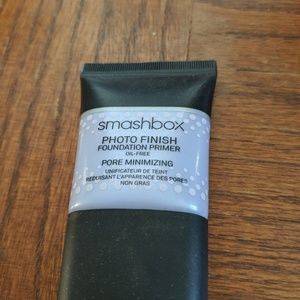 smashbox
PHOTO FINISH
FOUNDATION PRIMER
OIL-FREE
PORE MINIMIZING
UNIFICATEUR DE TEINT
RÉDUISANT L'APPARENCE DES PORES
NON GRAS